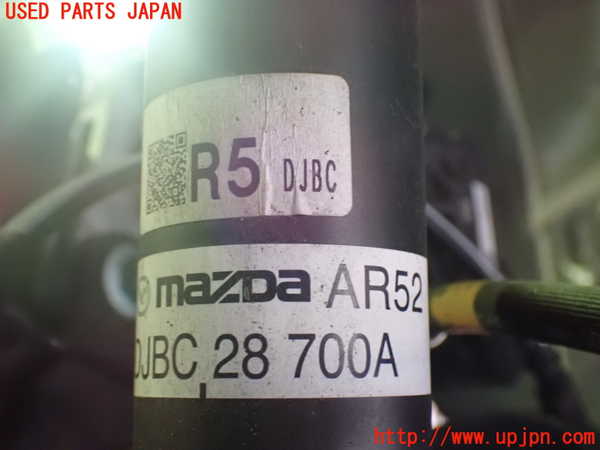 USED PARTS JAPAN
R5 DJBC
mazda AR52
DJBC 28 700A
http://www.upjpn.com/